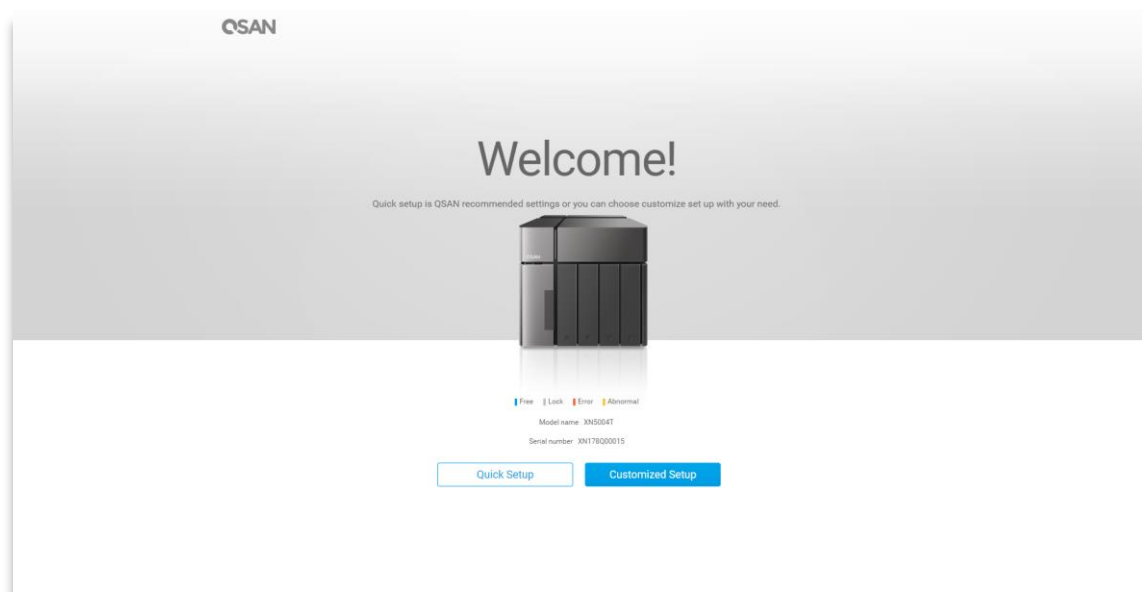 QSAN
Welcome!
Quick setup is QSAN recommended settings or you can choose customize set up with your need.
QSAN
Free Lock Error Abnormal
Model name XN5004T
Serial number XN178Q00015
Quick Setup Customized Setup